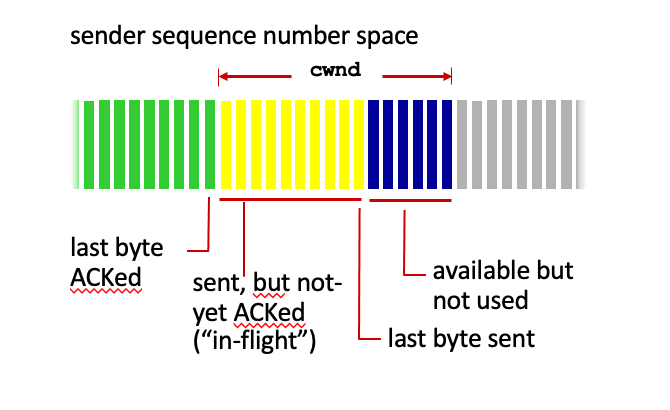 sender sequence number space
cwnd
last byte
ACKed
sent, but not-
yet ACKed
(“in-flight”)
available but
not used
last byte sent